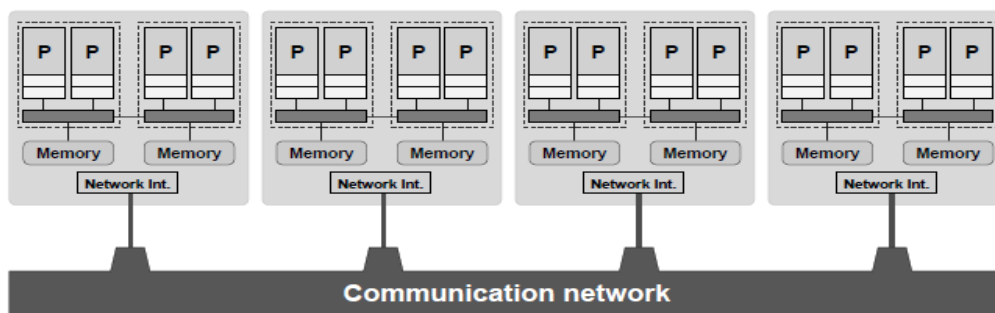 P P P P P P P P P P P P P P P P
Memory Memory Memory Memory Memory Memory Memory Memory
Network Int. Network Int. Network Int. Network Int.
Communication network